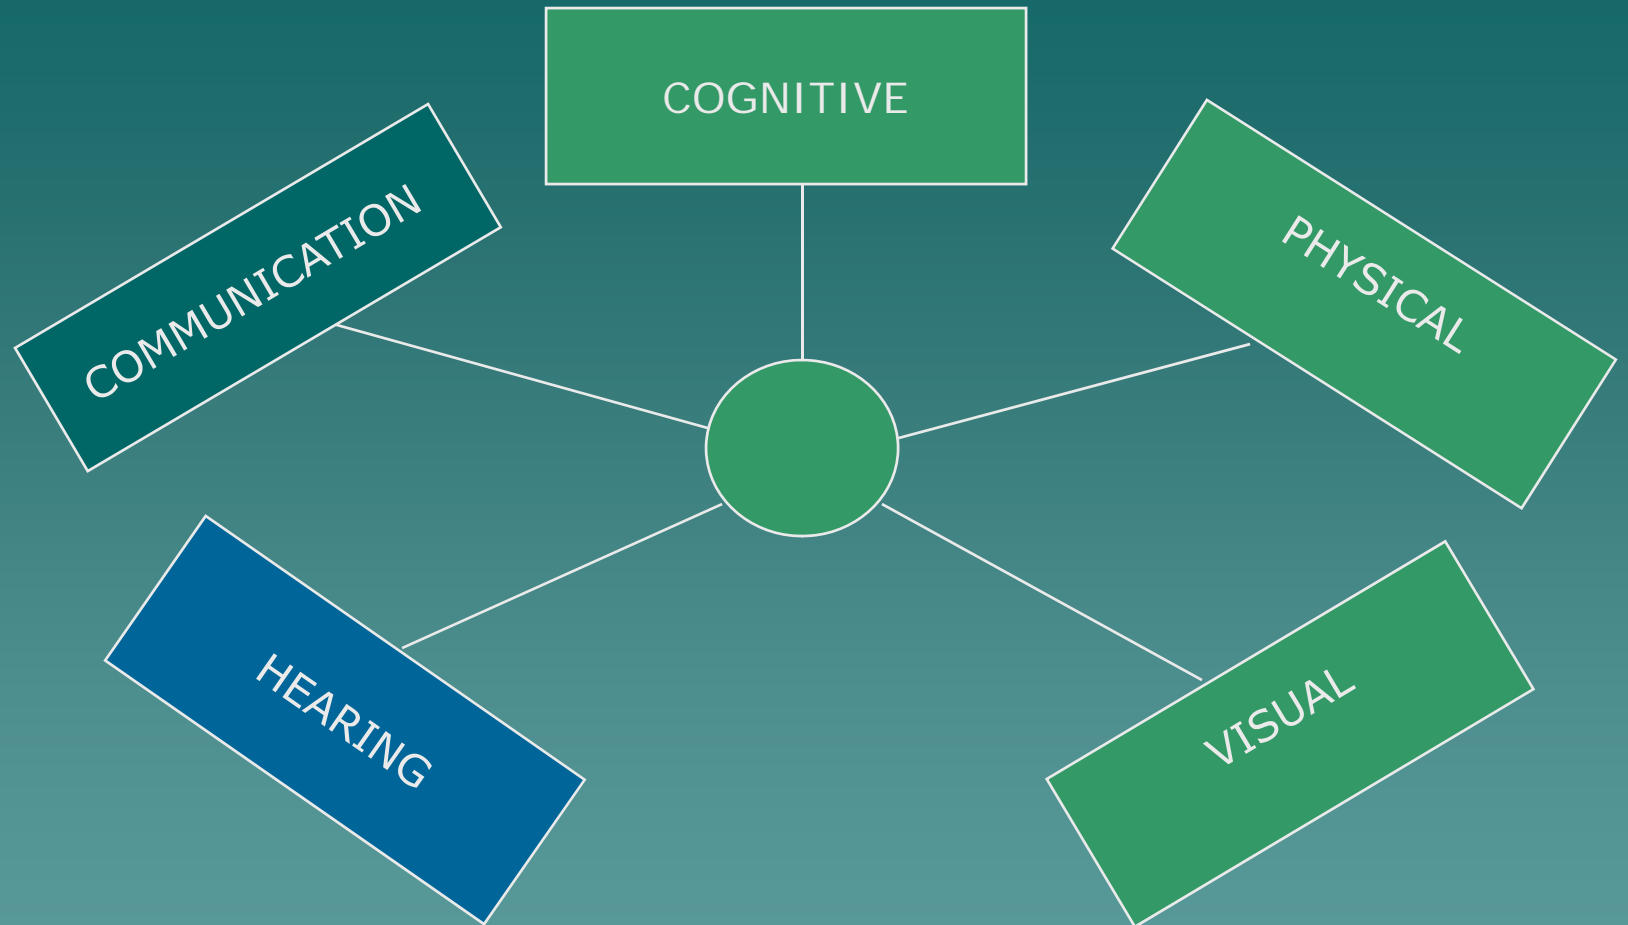 COGNITIVE
COMMUNICATION
PHYSICAL
HEARING
VISUAL